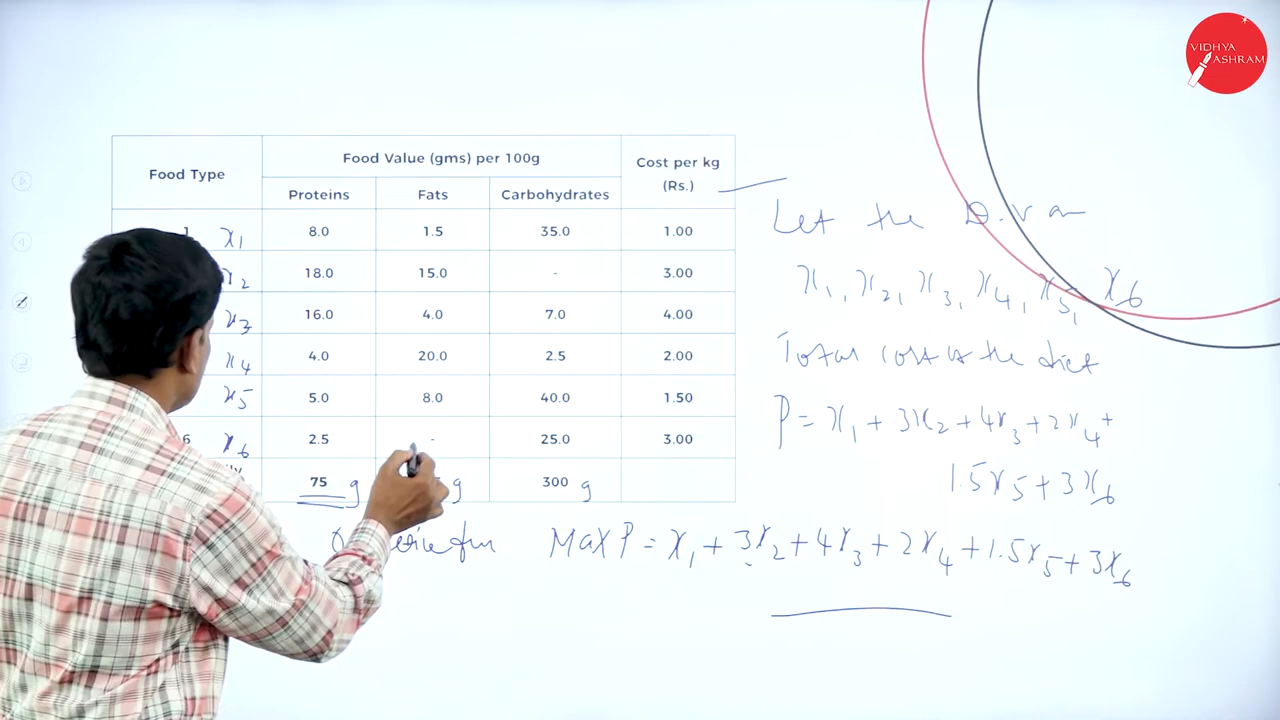 VIDHYA
ASHRAM
Food Type Food Value (gms) per 100g Cost per kg (Rs.)
Proteins Fats Carbohydrates
1 x₁ 8.0 1.5 35.0 1.00
x₂ 18.0 15.0 - 3.00
x₃ 16.0 4.0 7.0 4.00
x₄ 4.0 20.0 2.5 2.00
x₅ 5.0 8.0 40.0 1.50
6 x₆ 2.5 - 25.0 3.00
75 g g 300 g
Let the D.V are
x₁, x₂, x₃, x₄, x₅, x₆
Total cost is the diet
P = x₁ + 3x₂ + 4x₃ + 2x₄ +
1.5x₅ + 3x₆
Max P = x₁ + 3x₂ + 4x₃ + 2x₄ + 1.5x₅ + 3x₆